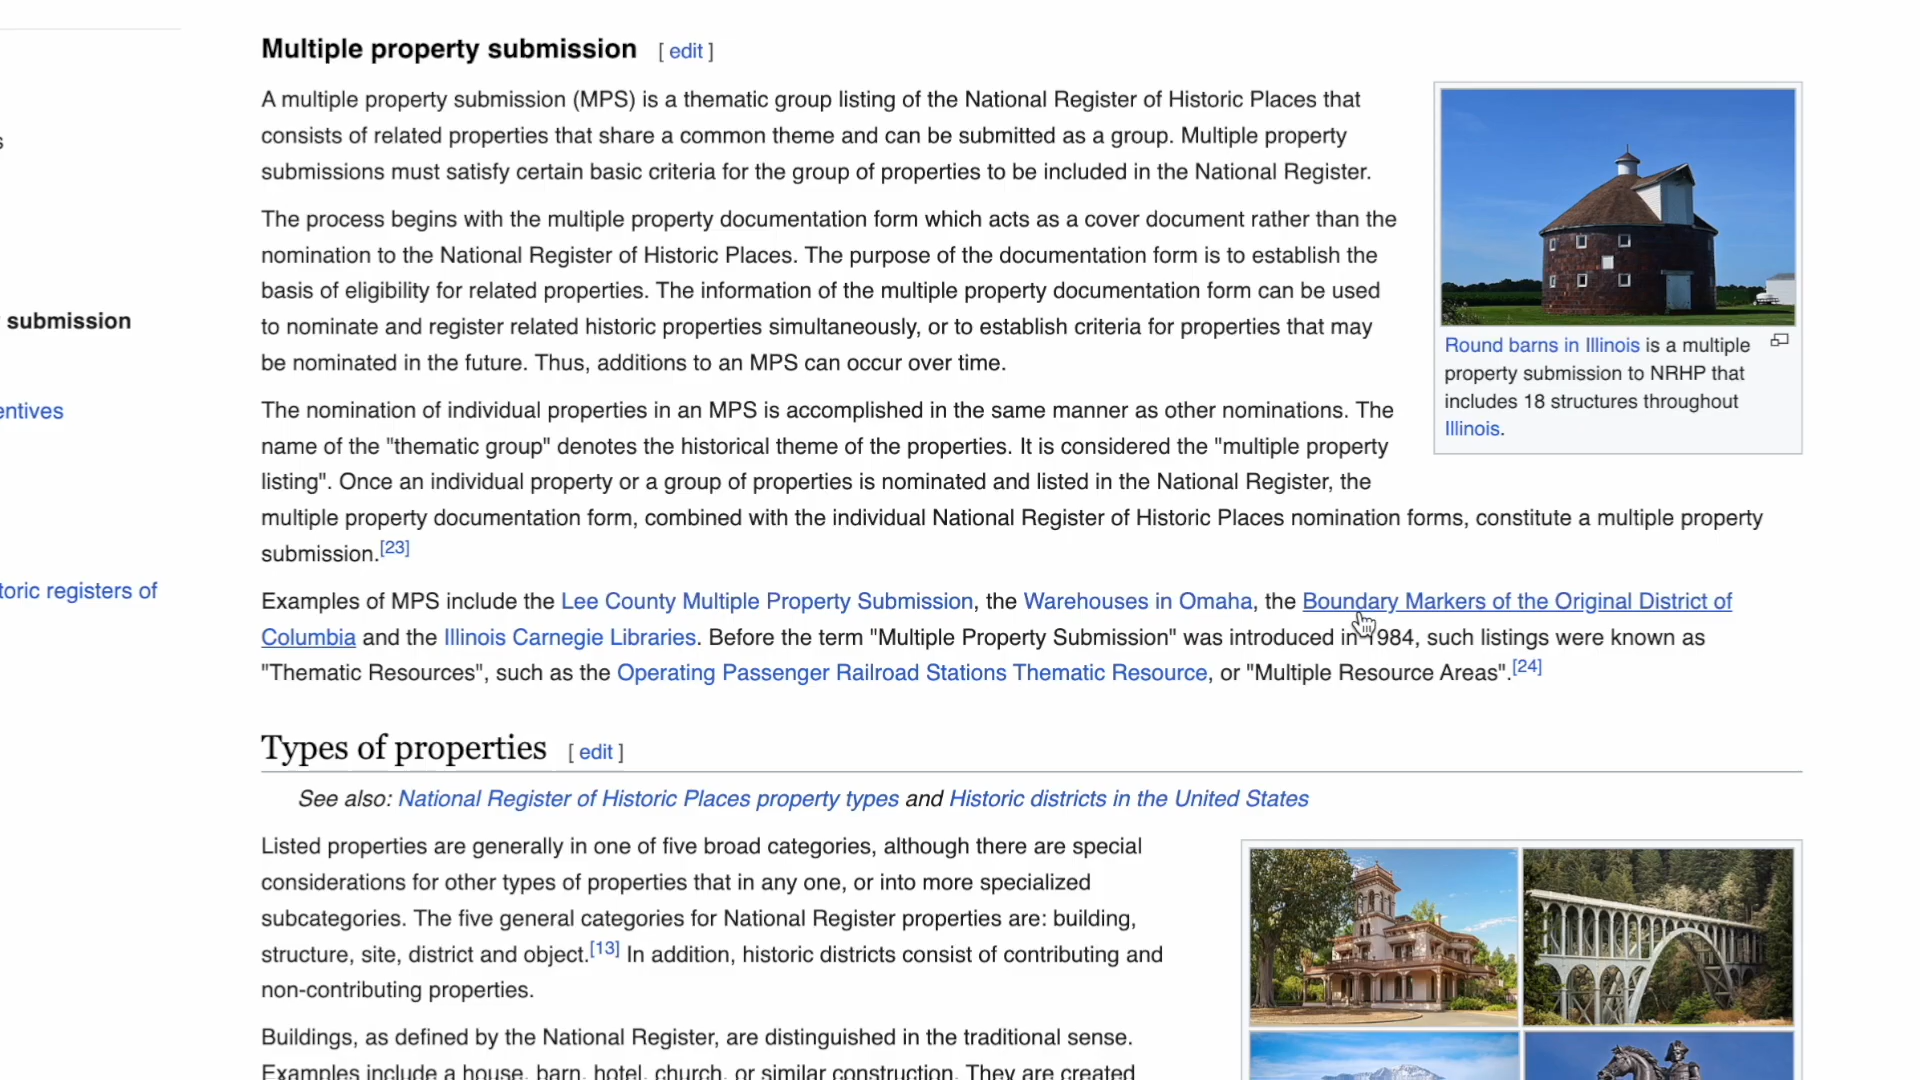 Multiple property submission [ edit ]
A multiple property submission (MPS) is a thematic group listing of the National Register of Historic Places that
consists of related properties that share a common theme and can be submitted as a group. Multiple property
submissions must satisfy certain basic criteria for the group of properties to be included in the National Register.
The process begins with the multiple property documentation form which acts as a cover document rather than the
nomination to the National Register of Historic Places. The purpose of the documentation form is to establish the
basis of eligibility for related properties. The information of the multiple property documentation form can be used
to nominate and register related historic properties simultaneously, or to establish criteria for properties that may
be nominated in the future. Thus, additions to an MPS can occur over time.
The nomination of individual properties in an MPS is accomplished in the same manner as other nominations. The
name of the "thematic group" denotes the historical theme of the properties. It is considered the "multiple property
listing". Once an individual property or a group of properties is nominated and listed in the National Register, the
multiple property documentation form, combined with the individual National Register of Historic Places nomination forms, constitute a multiple property
submission.[23]
Examples of MPS include the Lee County Multiple Property Submission, the Warehouses in Omaha, the Boundary Markers of the Original District of
Columbia and the Illinois Carnegie Libraries. Before the term "Multiple Property Submission" was introduced in 1984, such listings were known as
"Thematic Resources", such as the Operating Passenger Railroad Stations Thematic Resource, or "Multiple Resource Areas".[24]
Round barns in Illinois is a multiple
property submission to NRHP that
includes 18 structures throughout
Illinois.
s
submission
entives
toric registers of
Types of properties [ edit ]
See also: National Register of Historic Places property types and Historic districts in the United States
Listed properties are generally in one of five broad categories, although there are special
considerations for other types of properties that in any one, or into more specialized
subcategories. The five general categories for National Register properties are: building,
structure, site, district and object.[13] In addition, historic districts consist of contributing and
non-contributing properties.
Buildings, as defined by the National Register, are distinguished in the traditional sense.
Examples include a house, barn, hotel, church, or similar construction. They are created